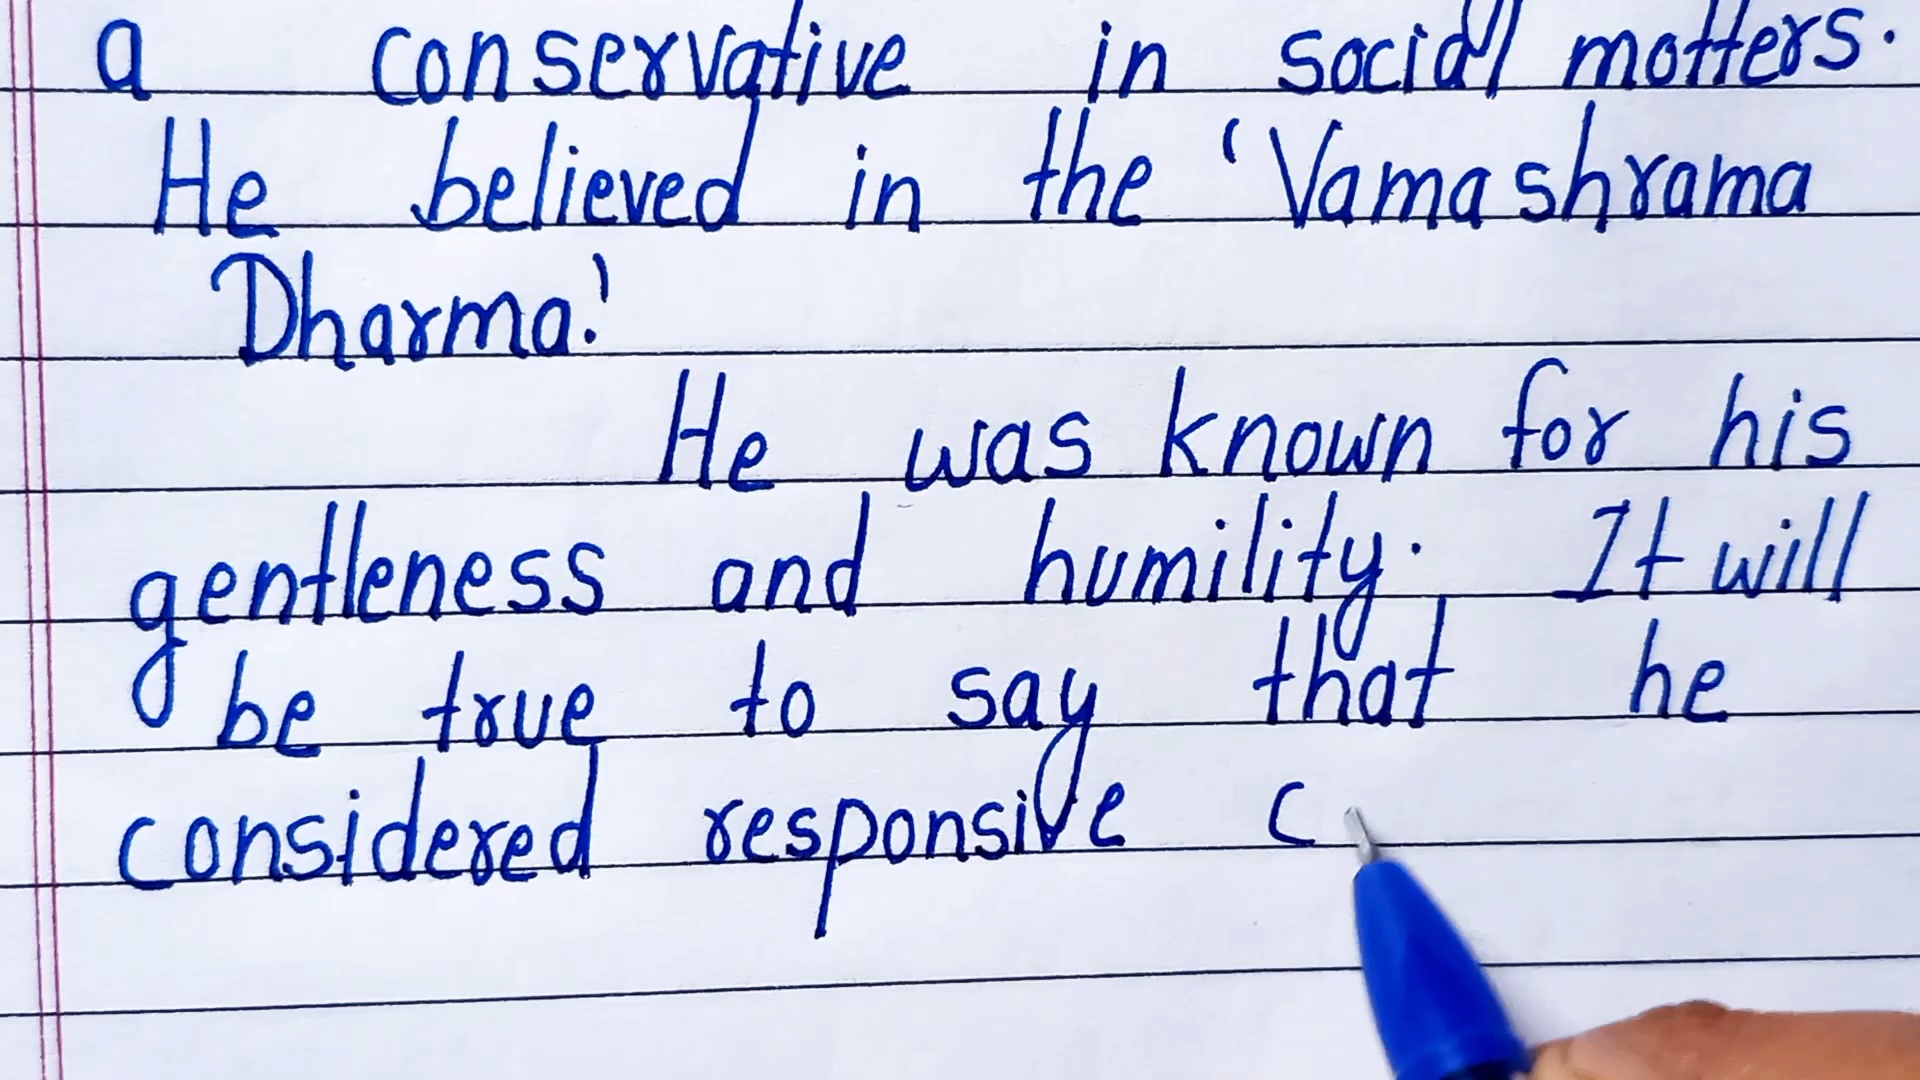 a conservative in social motters.
He believed in the 'Vamashrama
Dharma.'
He was known for his
gentleness and humility. It will
be true to say that he
considered responsive c